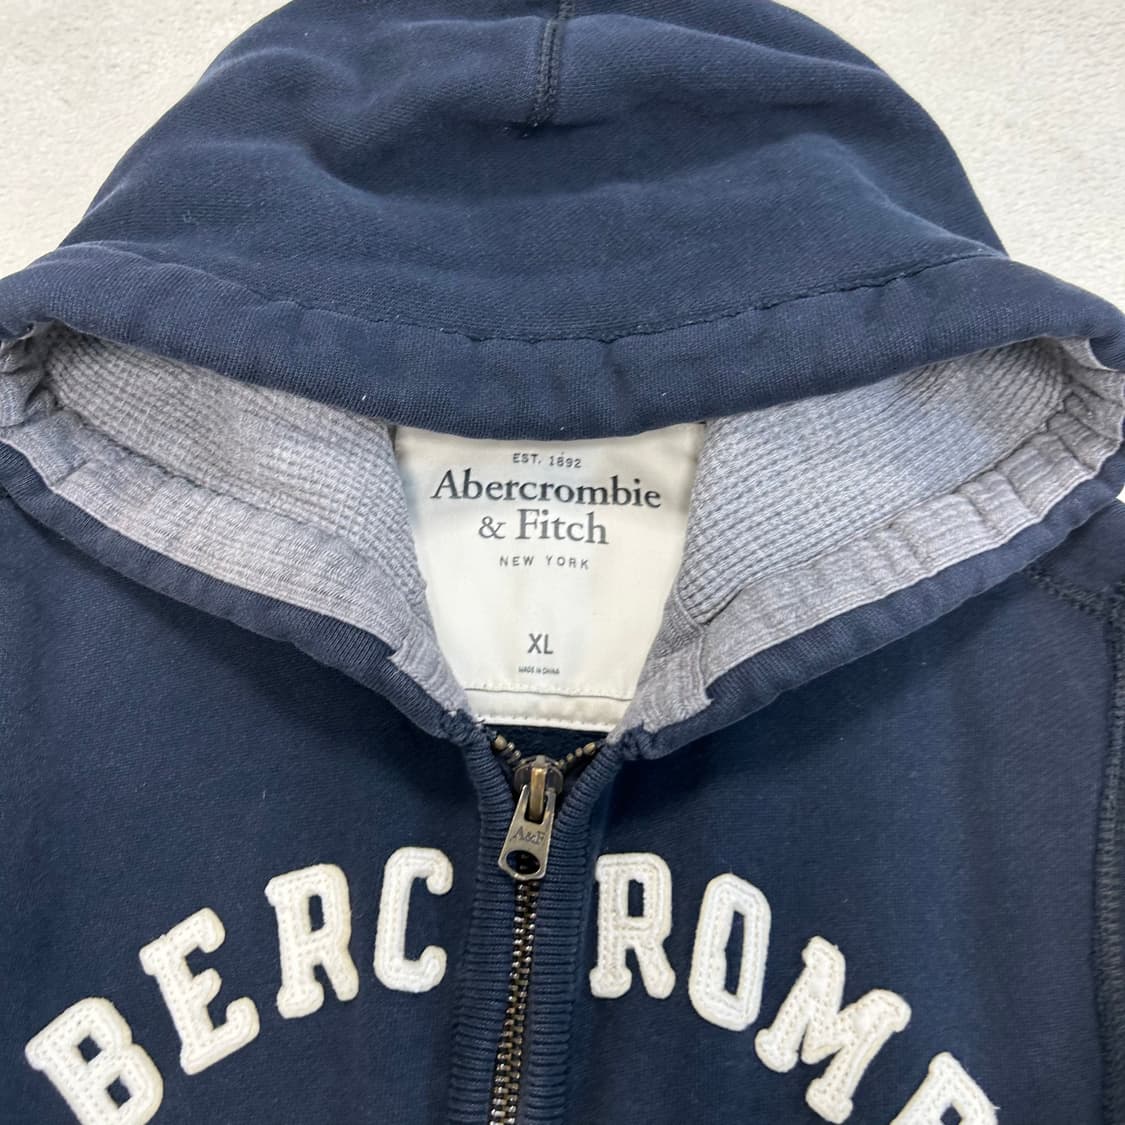 EST. 1892
Abercrombie
& Fitch
NEW YORK
XL
MADE IN CHINA
A&F
BERCROMB